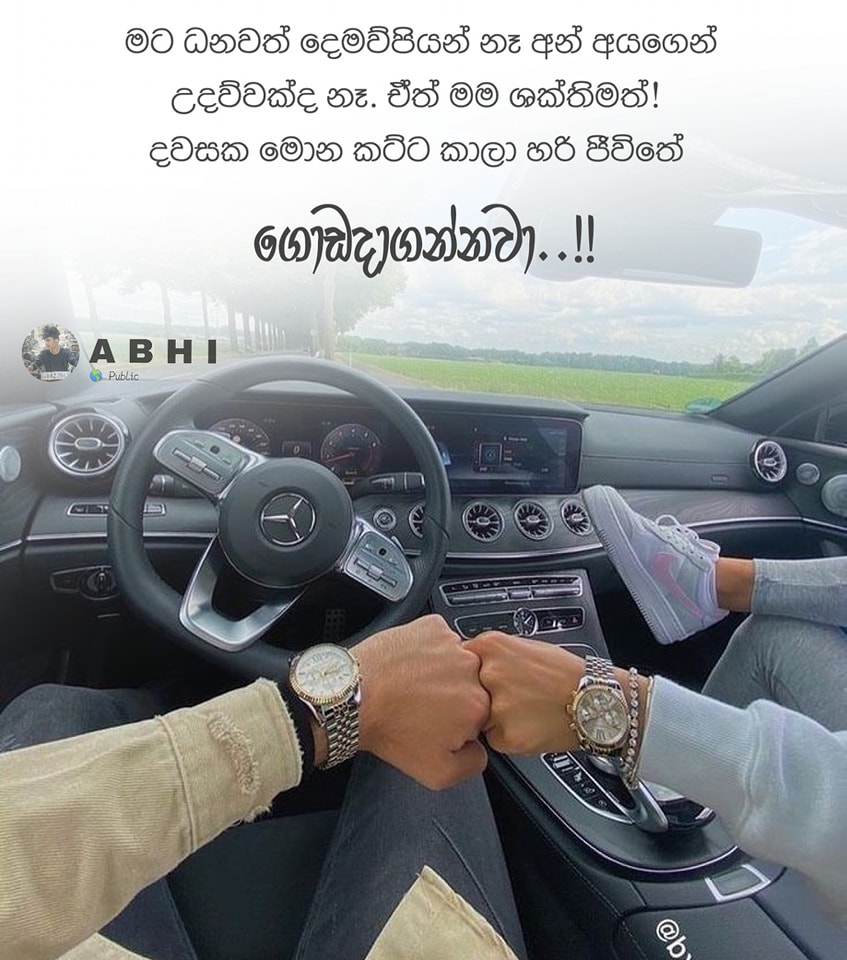 මට ධනවත් දෙමව්පියන් නෑ අන් අයගෙන්
උදව්වක්ද නෑ. ඒත් මම ශක්තිමත්!
දවසක මොන කට්ට කාලා හරි ජීවිතේ
ගොඩදාගන්නවා..!!
ABHI
Public